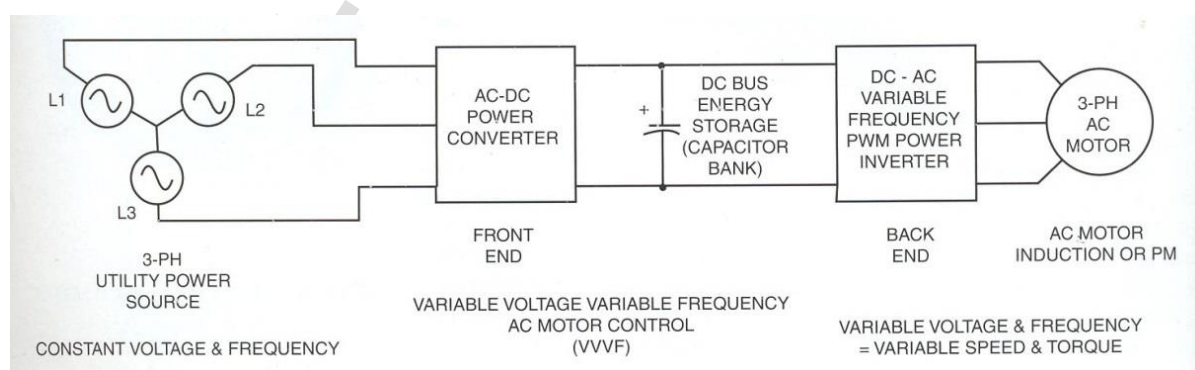 L1
L2
L3
3-PH
UTILITY POWER
SOURCE
CONSTANT VOLTAGE & FREQUENCY
AC-DC
POWER
CONVERTER
FRONT
END
+
DC BUS
ENERGY
STORAGE
(CAPACITOR
BANK)
VARIABLE VOLTAGE VARIABLE FREQUENCY
AC MOTOR CONTROL
(VVVF)
DC - AC
VARIABLE
FREQUENCY
PWM POWER
INVERTER
BACK
END
3-PH
AC
MOTOR
AC MOTOR
INDUCTION OR PM
VARIABLE VOLTAGE & FREQUENCY
= VARIABLE SPEED & TORQUE